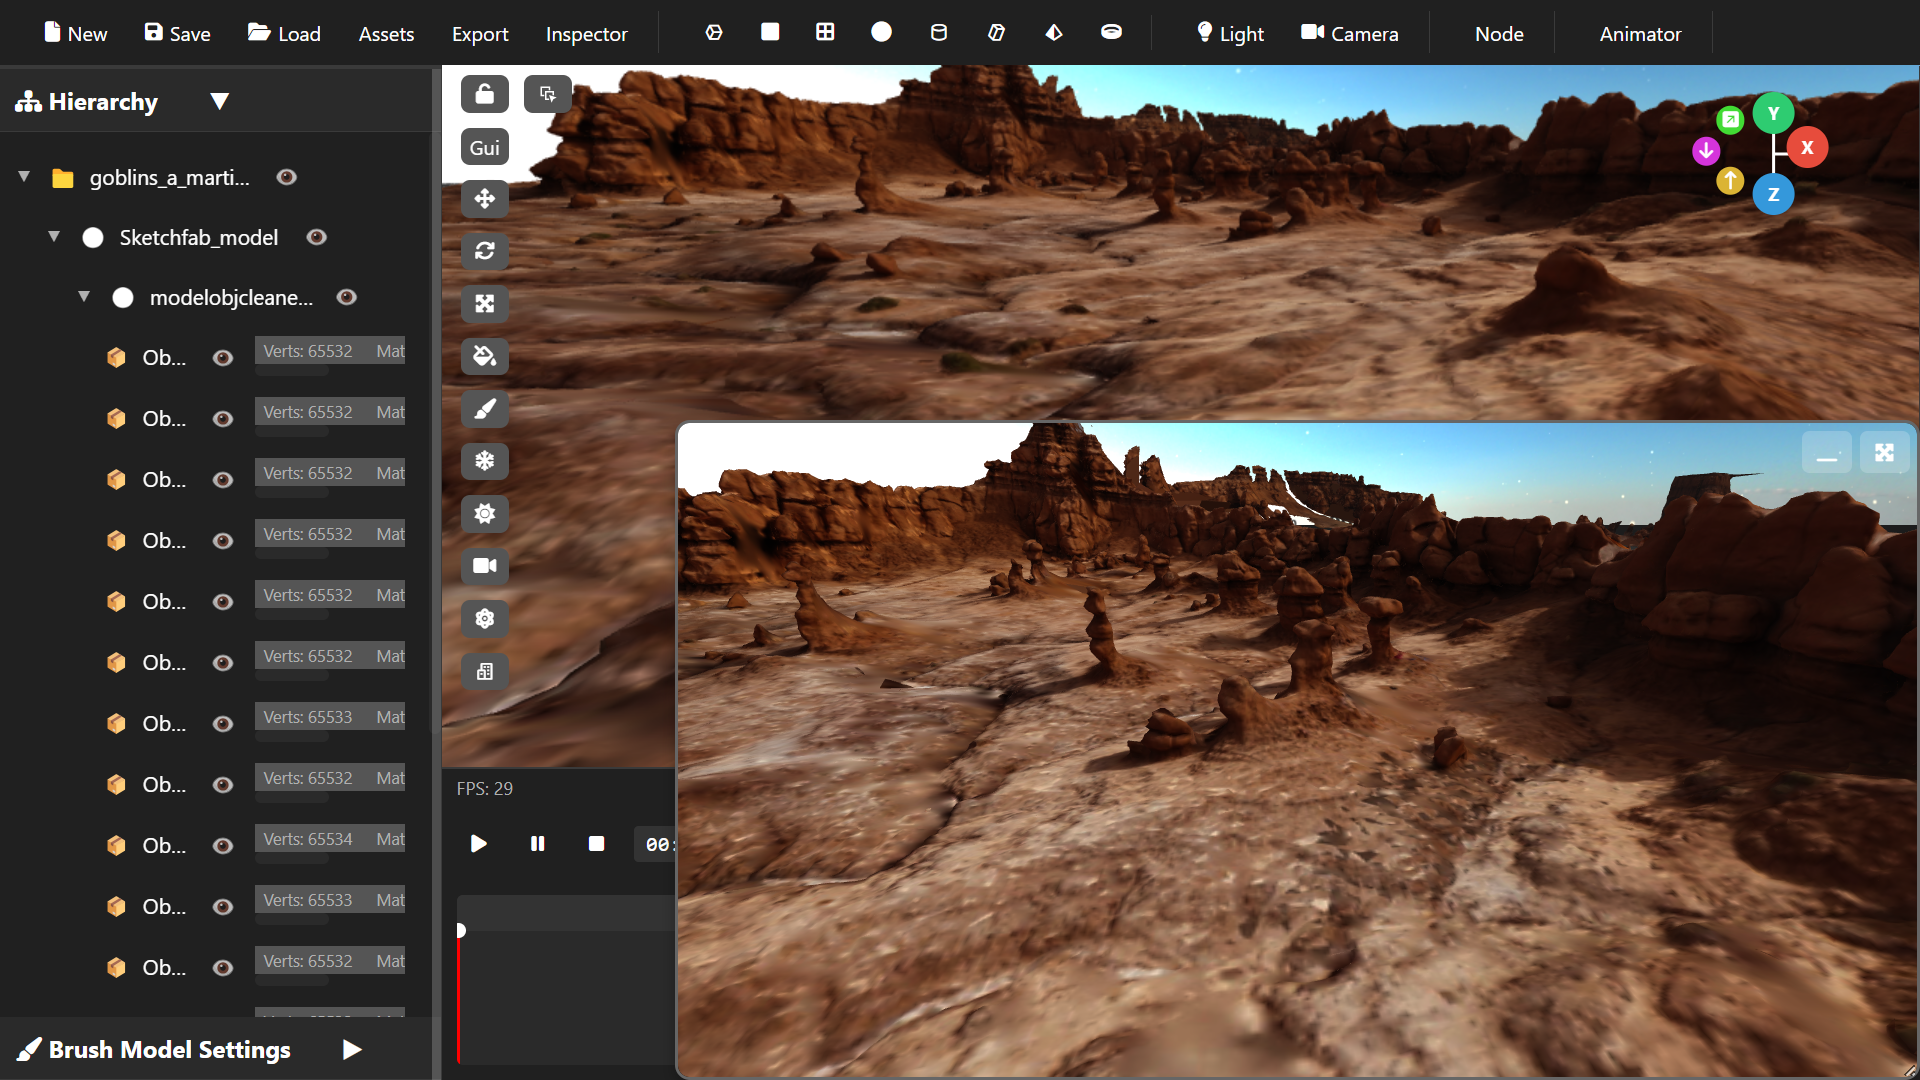 New Save Load Assets Export Inspector Light Camera Node Animator
Hierarchy
goblins_a_marti...
Sketchfab_model
modelobjcleane...
Ob... Verts: 65532 Mat
Ob... Verts: 65532 Mat
Ob... Verts: 65532 Mat
Ob... Verts: 65532 Mat
Ob... Verts: 65532 Mat
Ob... Verts: 65532 Mat
Ob... Verts: 65533 Mat
Ob... Verts: 65532 Mat
Ob... Verts: 65534 Mat
Ob... Verts: 65533 Mat
Ob... Verts: 65532 Mat
Brush Model Settings
Gui
Y
X
Z
FPS: 29
00: